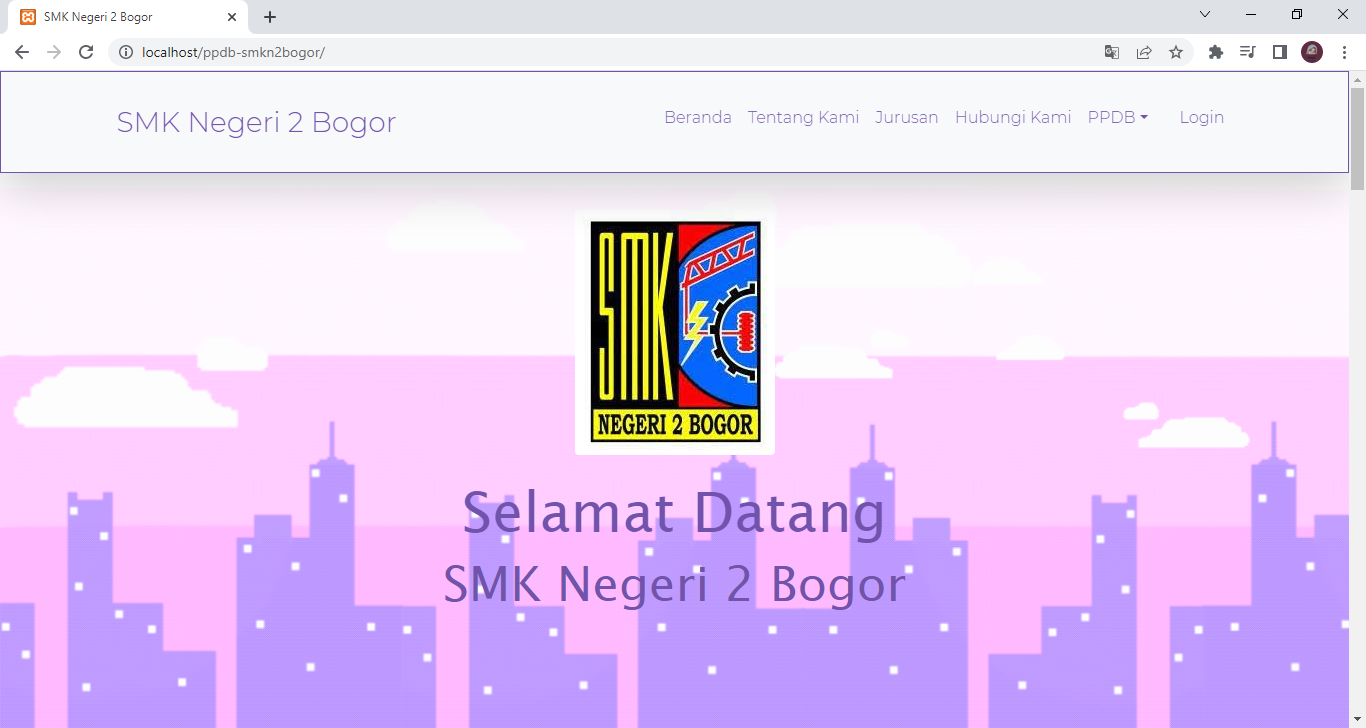 SMK Negeri 2 Bogor
localhost/ppdb-smkn2bogor/
SMK Negeri 2 Bogor
Beranda Tentang Kami Jurusan Hubungi Kami PPDB Login
SMK
NEGERI 2 BOGOR
Selamat Datang
SMK Negeri 2 Bogor